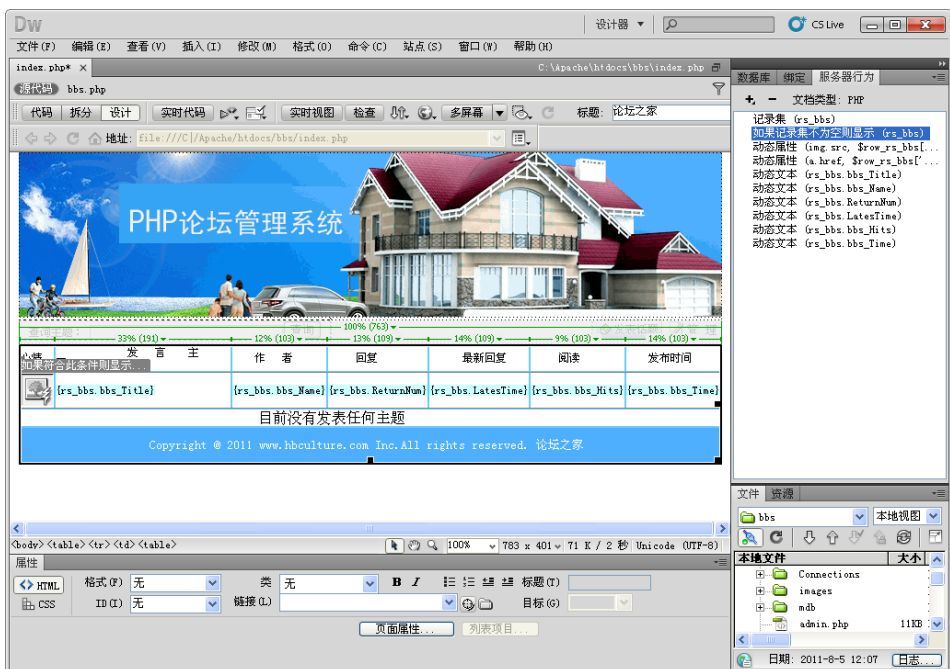 Dw 设计器 CS Live
文件(F) 编辑(E) 查看(V) 插入(I) 修改(M) 格式(O) 命令(C) 站点(S) 窗口(W) 帮助(H)
index.php* × C:\Apache\htdocs\bbs\index.php
源代码 bbs.php
代码 拆分 设计 实时代码 实时视图 检查 多屏幕 标题: 论坛之家
地址: file:///C|/Apache/htdocs/bbs/index.php
PHP论坛管理系统
查询主题: 查询 管 理
100% (763)
33% (191) 12% (103) 13% (109) 14% (109) 9% (103) 14% (103)
发 言 主 作 者 回复 最新回复 阅读 发布时间
如果符合此条件则显示...
{rs_bbs.bbs_Title} {rs_bbs.bbs_Name} {rs_bbs.ReturnNum} {rs_bbs.LatesTime} {rs_bbs.bbs_Hits} {rs_bbs.bbs_Time}
目前没有发表任何主题
Copyright @ 2011 www.hbculture.com Inc.All rights reserved. 论坛之家
<body> <table> <tr> <td> <table> 100% 783 x 401 71 K / 2 秒 Unicode (UTF-8)
属性
<> HTML 格式(F) 无 类 无 B I 标题(D)
CSS ID(I) 无 链接(L) 目标(G)
页面属性... 列表项目...
数据库 绑定 服务器行为
+, − 文档类型: PHP
记录集 (rs_bbs)
如果记录集不为空则显示 (rs_bbs)
动态属性 (img.src, $row_rs_bbs[...
动态属性 (a.href, $row_rs_bbs['...
动态文本 (rs_bbs.bbs_Title)
动态文本 (rs_bbs.bbs_Name)
动态文本 (rs_bbs.ReturnNum)
动态文本 (rs_bbs.LatesTime)
动态文本 (rs_bbs.bbs_Hits)
动态文本 (rs_bbs.bbs_Time)
文件 资源
bbs 本地视图
本地文件 大小
Connections
images
mdb
admin.php 11KB
日期: 2011-8-5 12:07 日志...